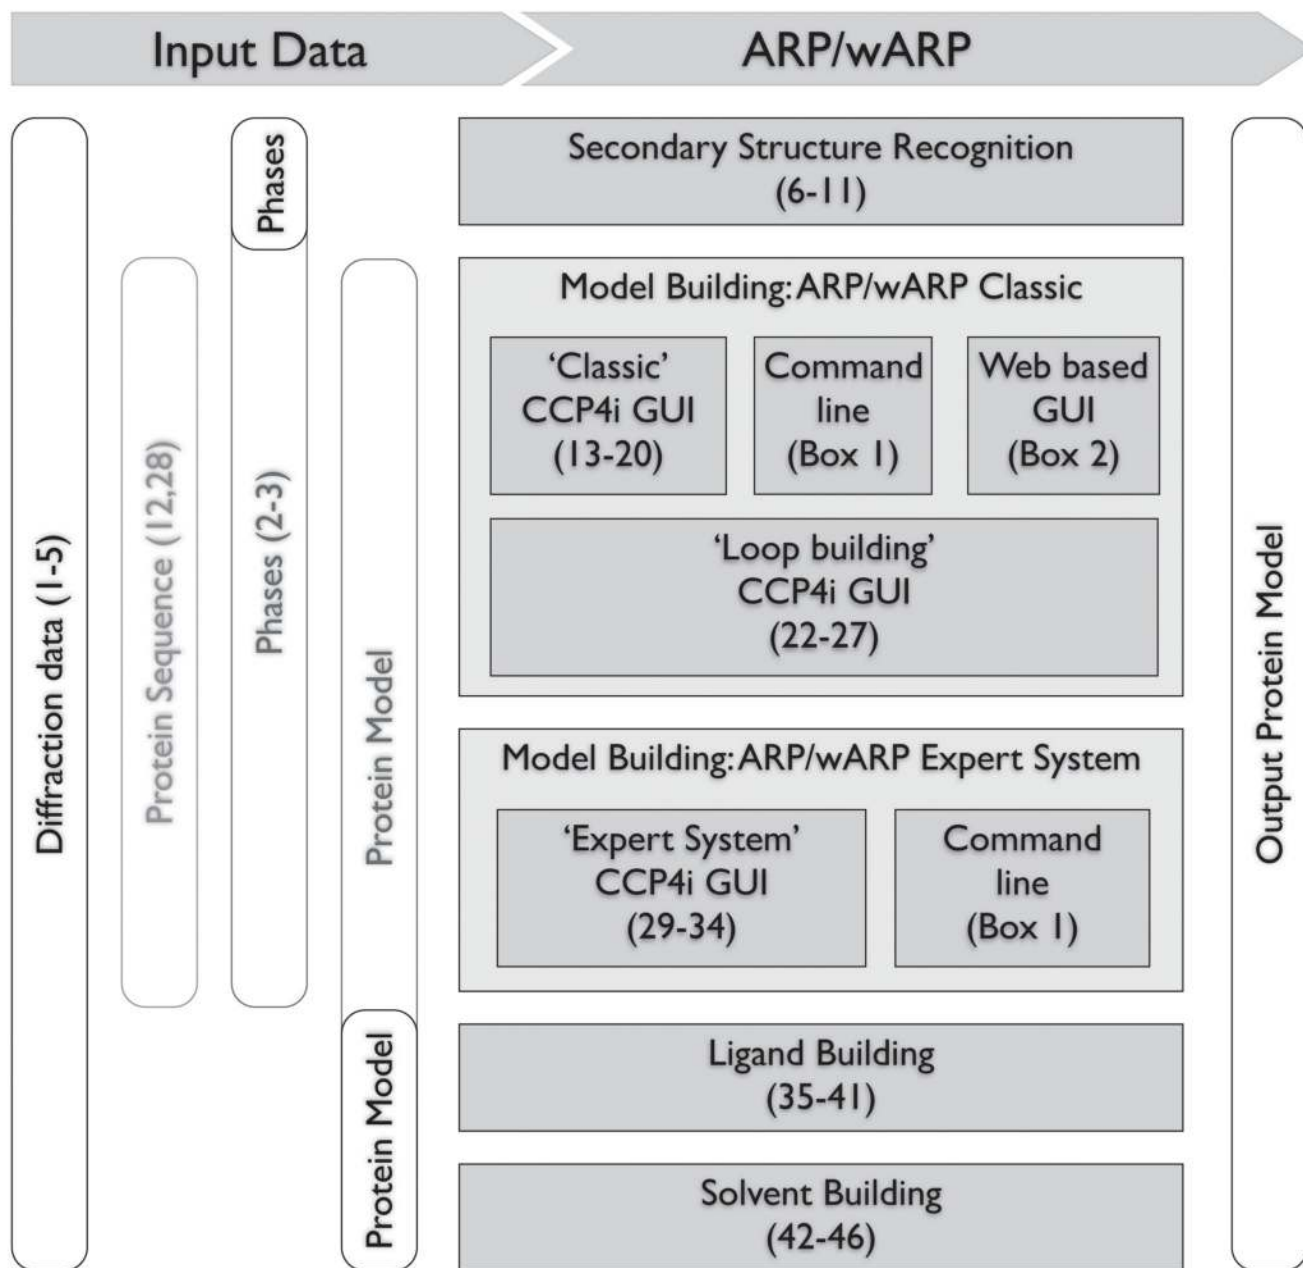 Input Data
ARP/wARP
Diffraction data (1-5)
Protein Sequence (12,28)
Phases
Phases (2-3)
Protein Model
Protein Model
Secondary Structure Recognition
(6-11)
Model Building: ARP/wARP Classic
‘Classic’
CCP4i GUI
(13-20)
Command
line
(Box 1)
Web based
GUI
(Box 2)
‘Loop building’
CCP4i GUI
(22-27)
Model Building: ARP/wARP Expert System
‘Expert System’
CCP4i GUI
(29-34)
Command
line
(Box 1)
Ligand Building
(35-41)
Solvent Building
(42-46)
Output Protein Model